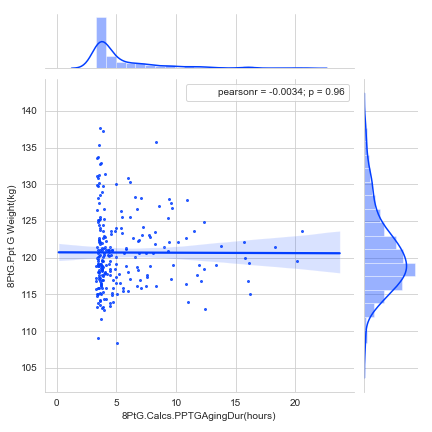 pearsonr = -0.0034; p = 0.96
140
135
130
125
120
115
110
105
8PtG.Ppt G Weight(kg)
0 5 10 15 20
8PtG.Calcs.PPTGAgingDur(hours)